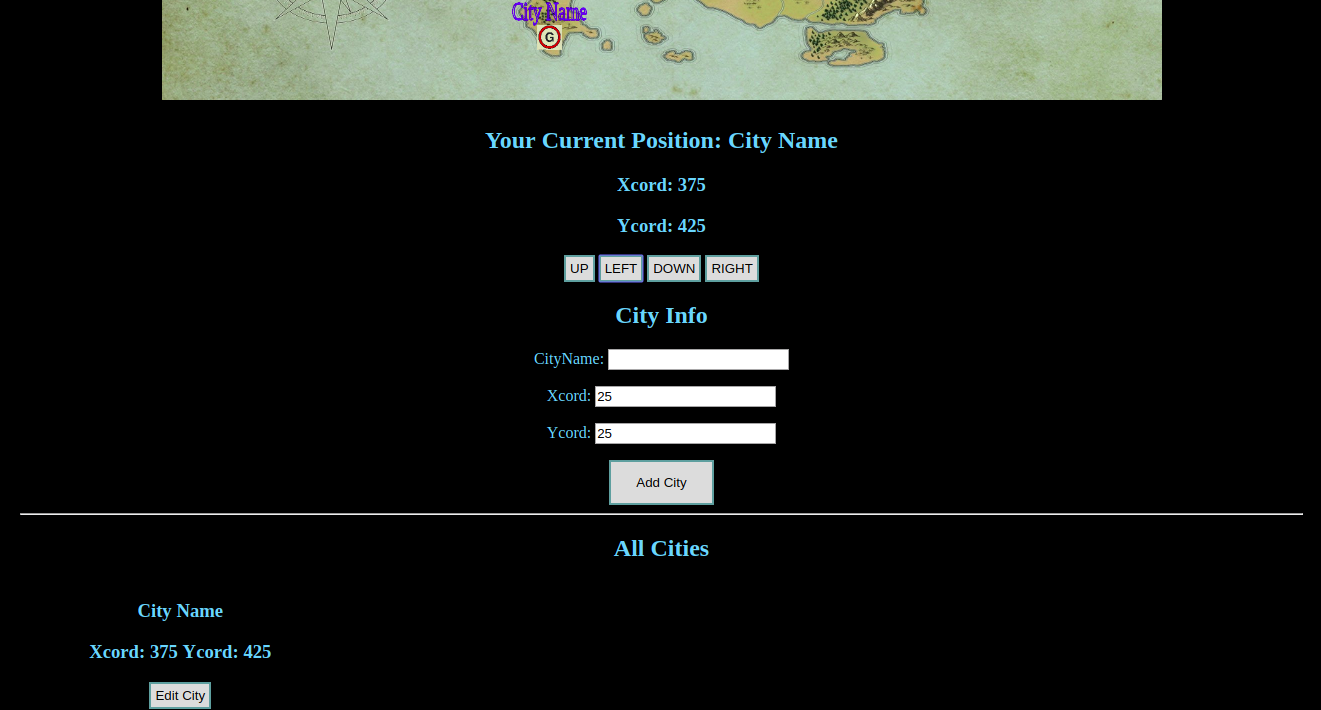 City Name
G
Your Current Position: City Name
Xcord: 375
Ycord: 425
UP LEFT DOWN RIGHT
City Info
CityName:
Xcord: 25
Ycord: 25
Add City
All Cities
City Name
Xcord: 375 Ycord: 425
Edit City